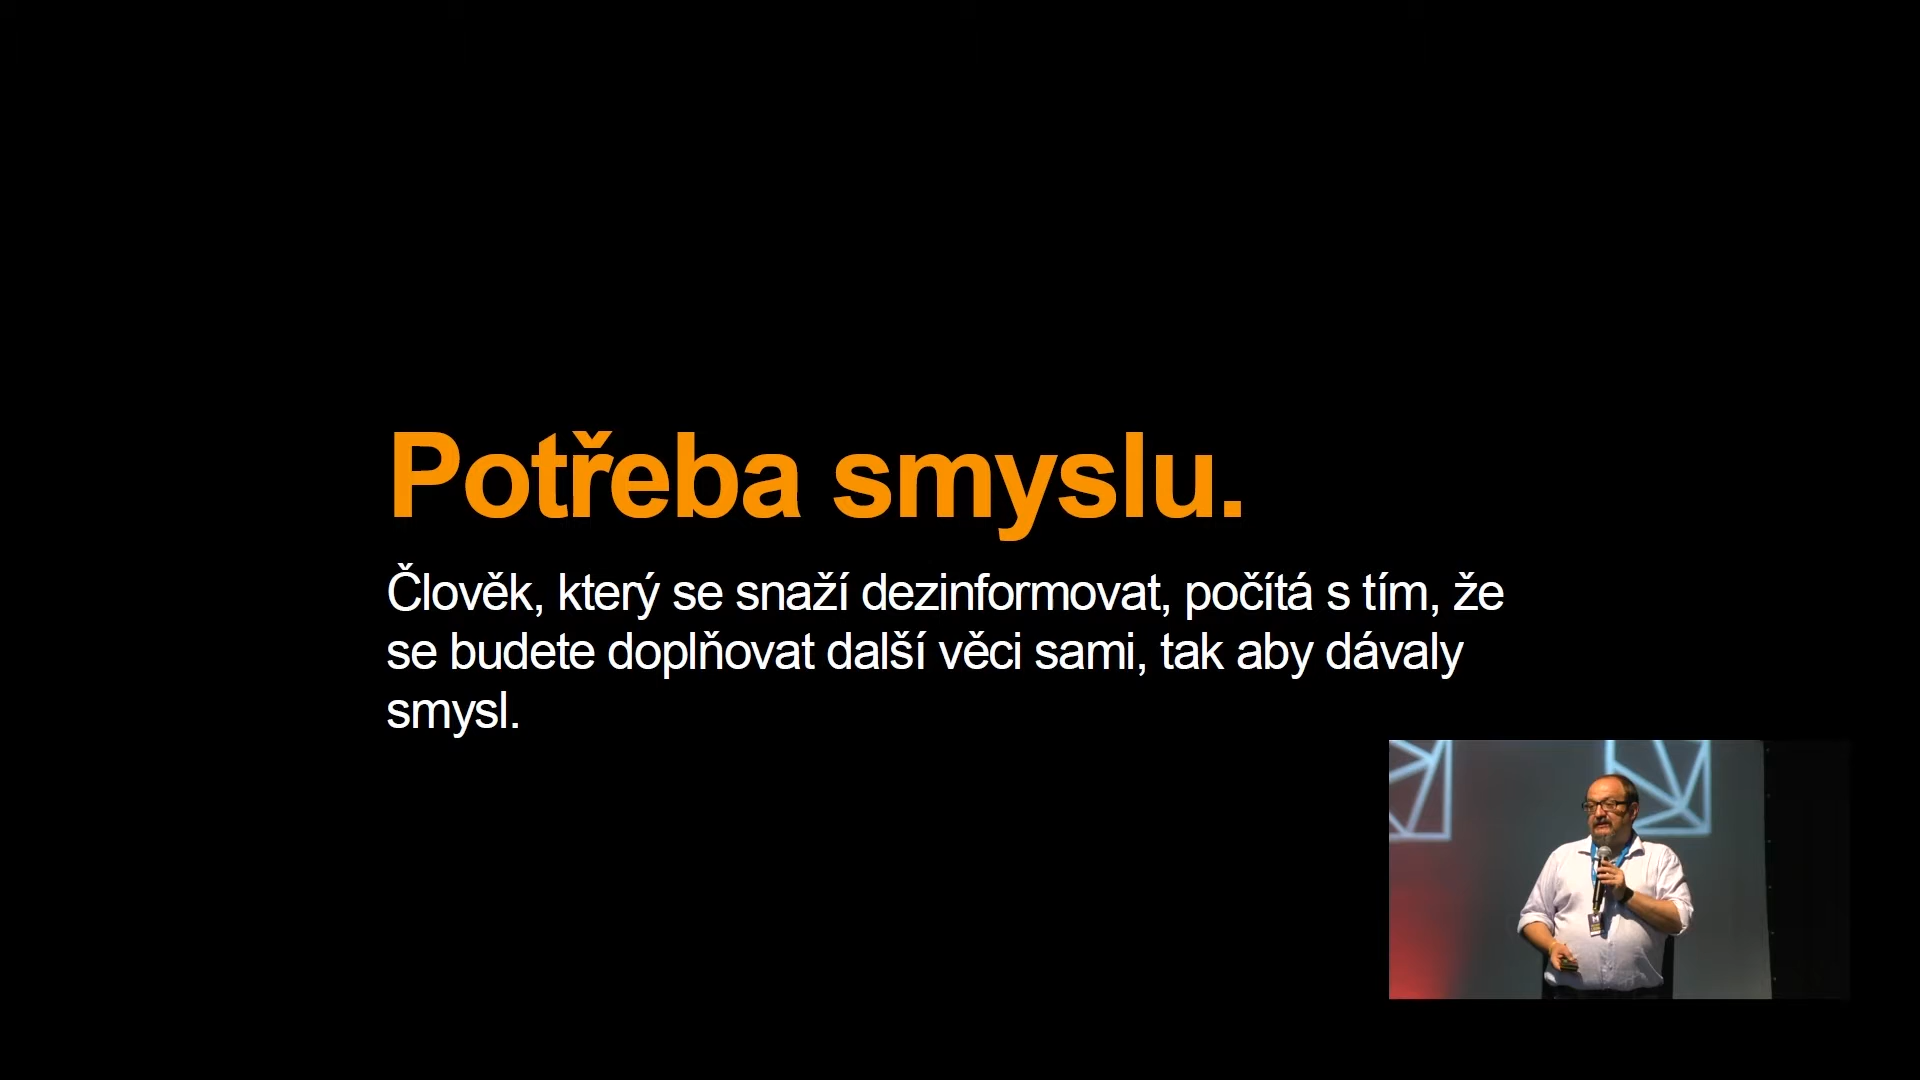 Potřeba smyslu.
Člověk, který se snaží dezinformovat, počítá s tím, že
se budete doplňovat další věci sami, tak aby dávaly
smysl.